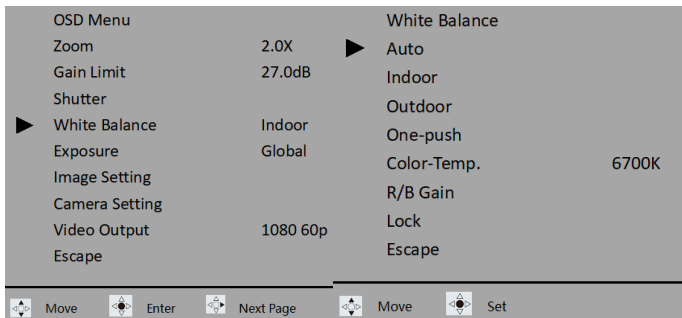 OSD Menu
Zoom 2.0X
Gain Limit 27.0dB
Shutter
White Balance Indoor
Exposure Global
Image Setting
Camera Setting
Video Output 1080 60p
Escape
Move Enter Next Page
White Balance
Auto
Indoor
Outdoor
One-push
Color-Temp. 6700K
R/B Gain
Lock
Escape
Move Set